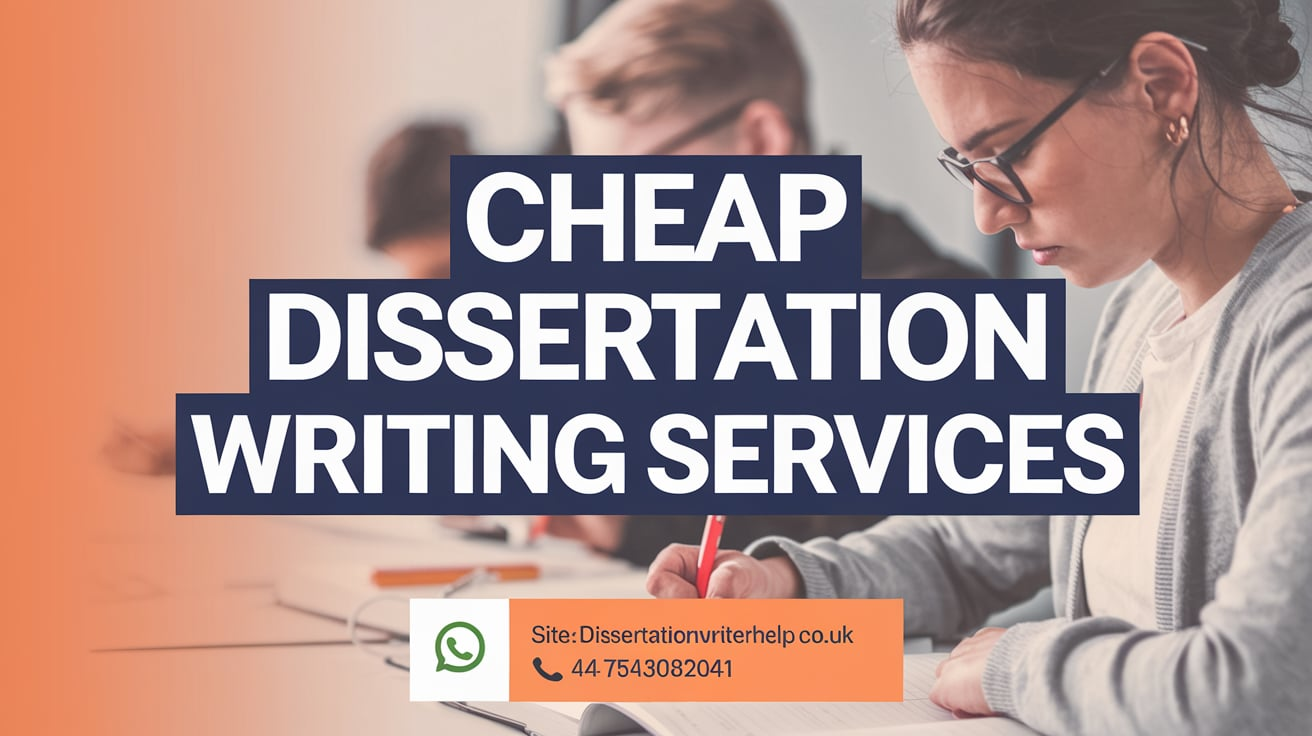 CHEAP
DISSERTATION
WRITING SERVICES
Site: Dissertationvriterhelp co.uk
44 7543082041